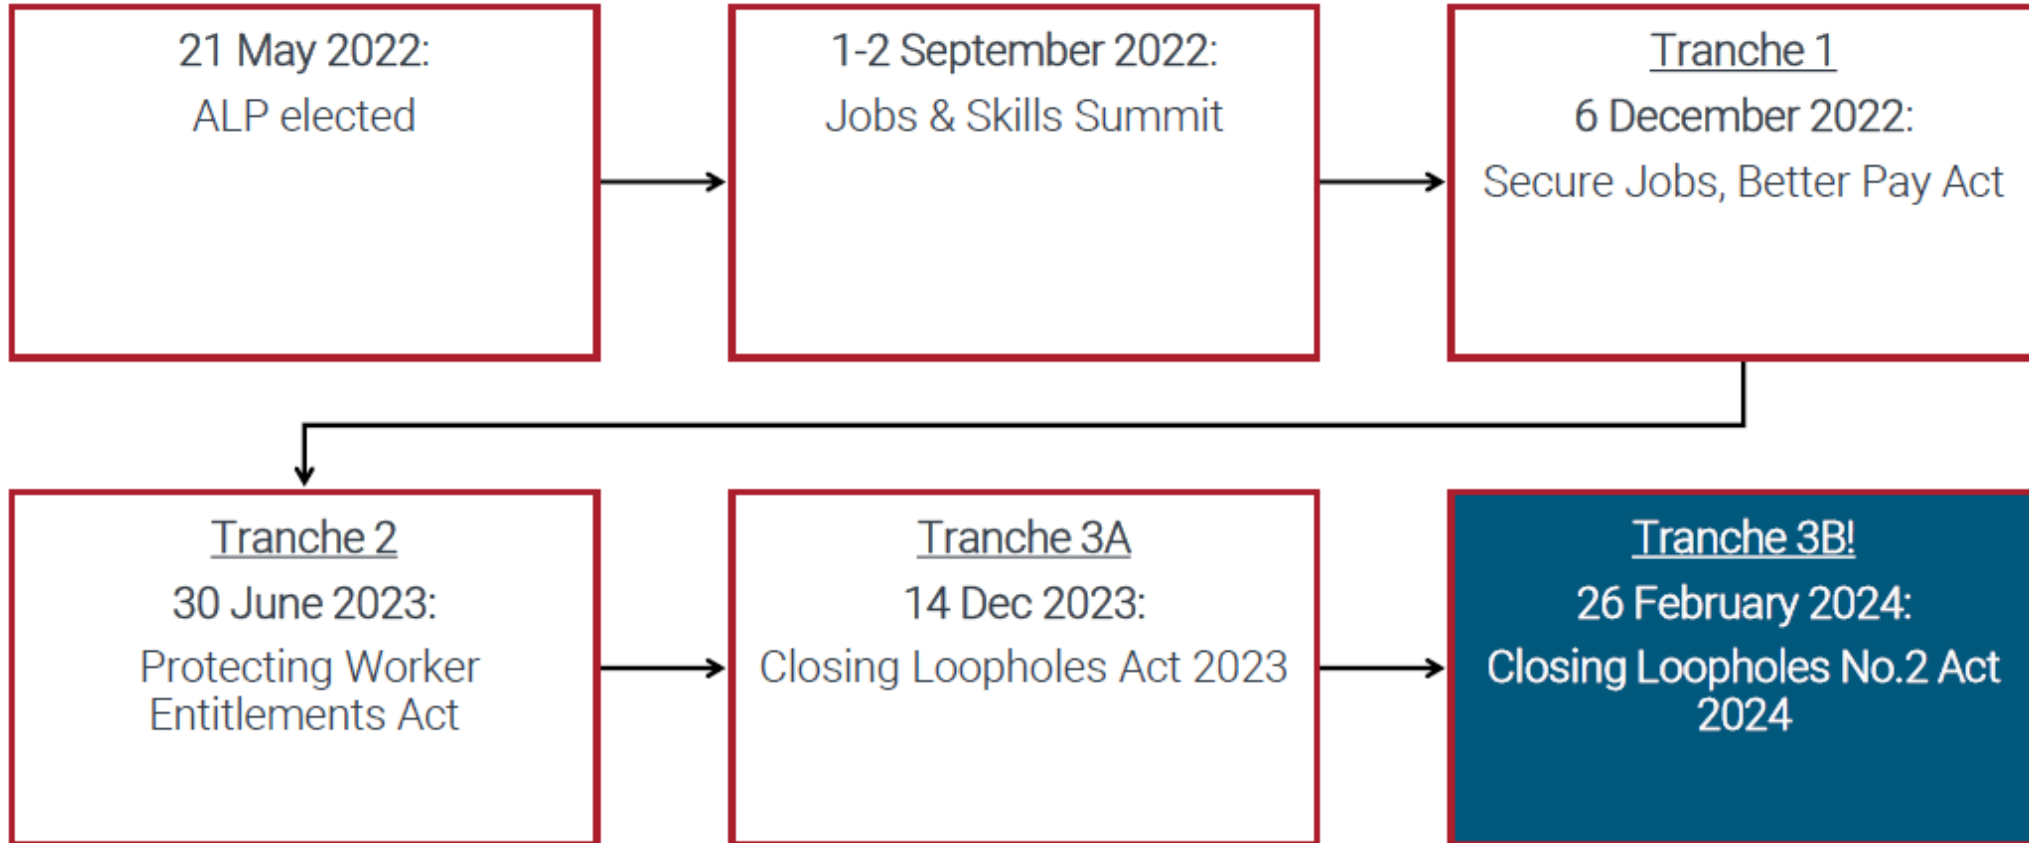 21 May 2022:
ALP elected
1-2 September 2022:
Jobs & Skills Summit
Tranche 1
6 December 2022:
Secure Jobs, Better Pay Act
Tranche 2
30 June 2023:
Protecting Worker
Entitlements Act
Tranche 3A
14 Dec 2023:
Closing Loopholes Act 2023
Tranche 3B!
26 February 2024:
Closing Loopholes No.2 Act
2024